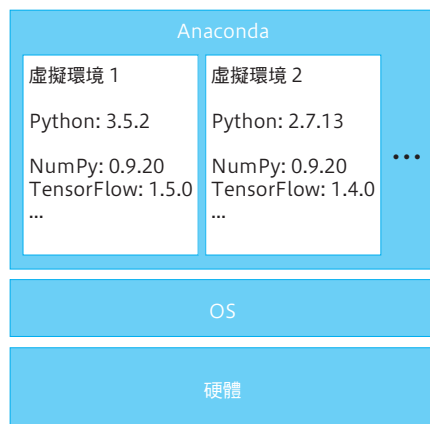 Anaconda
虛擬環境 1
Python: 3.5.2
NumPy: 0.9.20
TensorFlow: 1.5.0
...
虛擬環境 2
Python: 2.7.13
NumPy: 0.9.20
TensorFlow: 1.4.0
...
...
OS
硬體